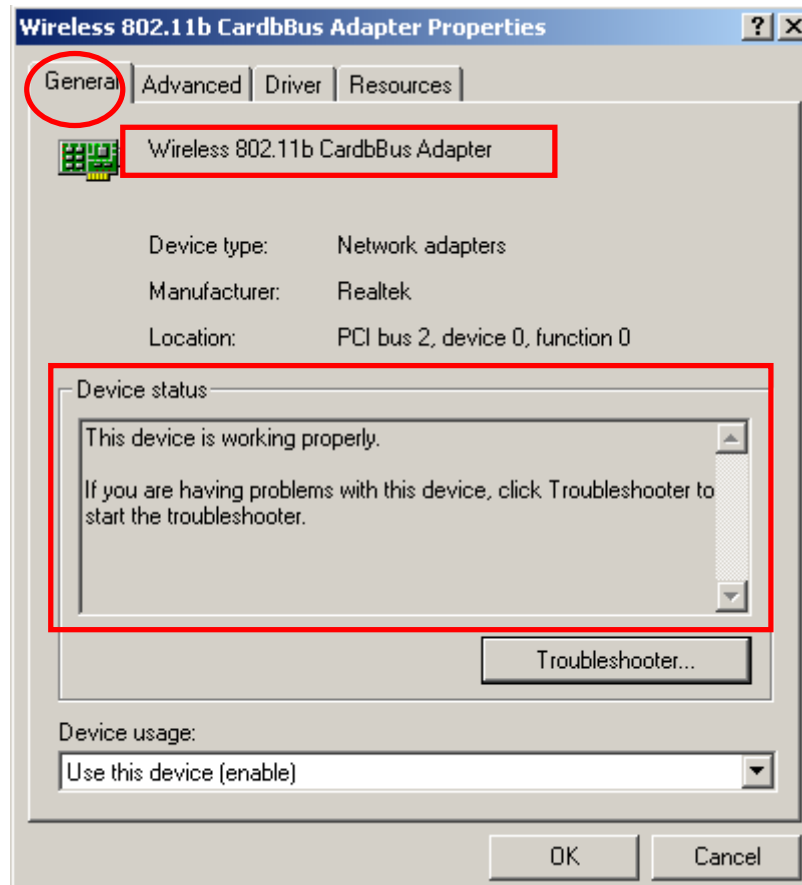 Wireless 802.11b CardbBus Adapter Properties
General Advanced Driver Resources
Wireless 802.11b CardbBus Adapter
Device type: Network adapters
Manufacturer: Realtek
Location: PCI bus 2, device 0, function 0
Device status
This device is working properly.
If you are having problems with this device, click Troubleshooter to
start the troubleshooter.
Troubleshooter...
Device usage:
Use this device (enable)
OK Cancel